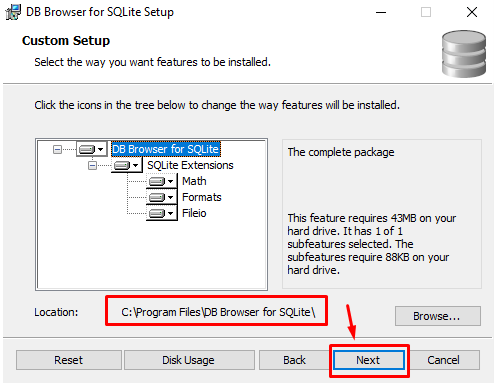 DB Browser for SQLite Setup
Custom Setup
Select the way you want features to be installed.
Click the icons in the tree below to change the way features will be installed.
DB Browser for SQLite
SQLite Extensions
Math
Formats
Fileio
The complete package
This feature requires 43MB on your
hard drive. It has 1 of 1
subfeatures selected. The
subfeatures require 88KB on your
hard drive.
Location: C:\Program Files\DB Browser for SQLite\
Browse...
Reset Disk Usage Back Next Cancel